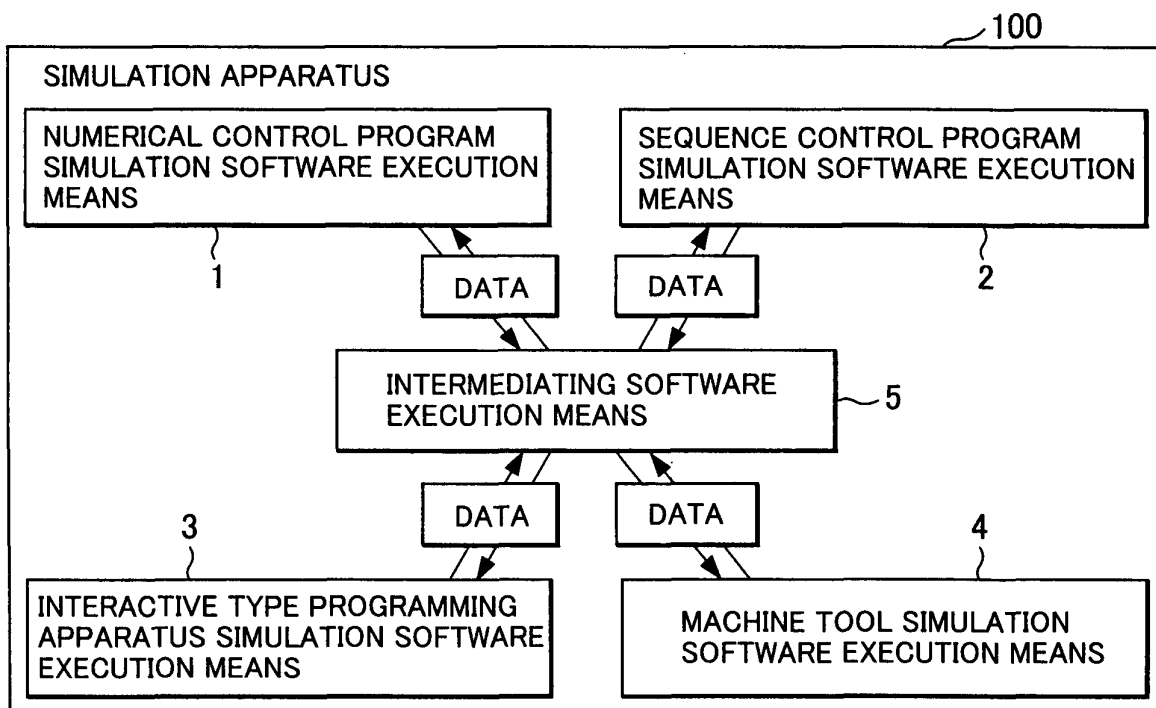 100
SIMULATION APPARATUS
NUMERICAL CONTROL PROGRAM
SIMULATION SOFTWARE EXECUTION
MEANS
1
SEQUENCE CONTROL PROGRAM
SIMULATION SOFTWARE EXECUTION
MEANS
2
DATA
DATA
INTERMEDIATING SOFTWARE
EXECUTION MEANS
5
DATA
DATA
3
INTERACTIVE TYPE PROGRAMMING
APPARATUS SIMULATION SOFTWARE
EXECUTION MEANS
4
MACHINE TOOL SIMULATION
SOFTWARE EXECUTION MEANS